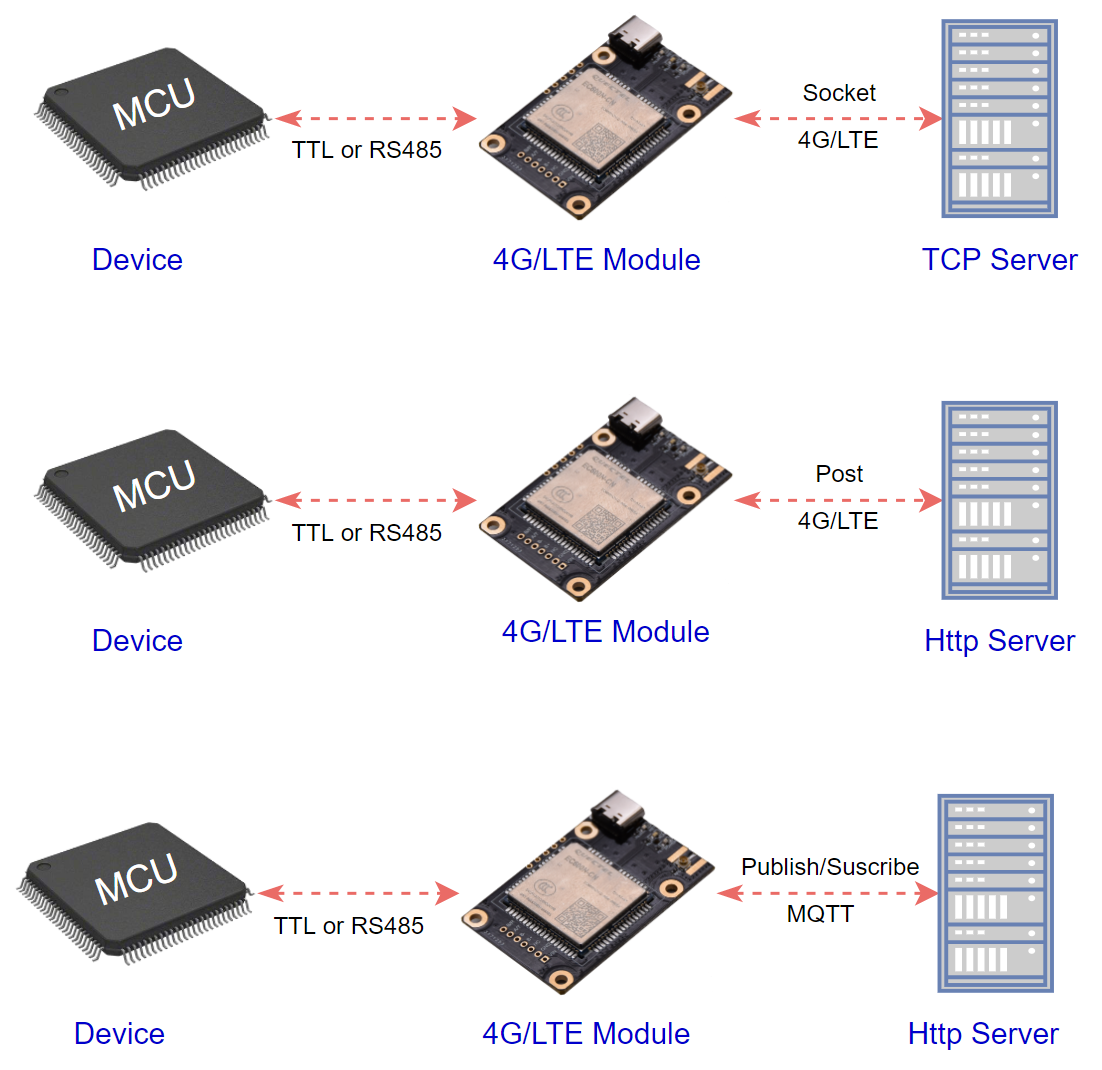 MCU
TTL or RS485
Socket
4G/LTE
Device
4G/LTE Module
TCP Server
MCU
TTL or RS485
Post
4G/LTE
Device
4G/LTE Module
Http Server
MCU
TTL or RS485
Publish/Suscribe
MQTT
Device
4G/LTE Module
Http Server